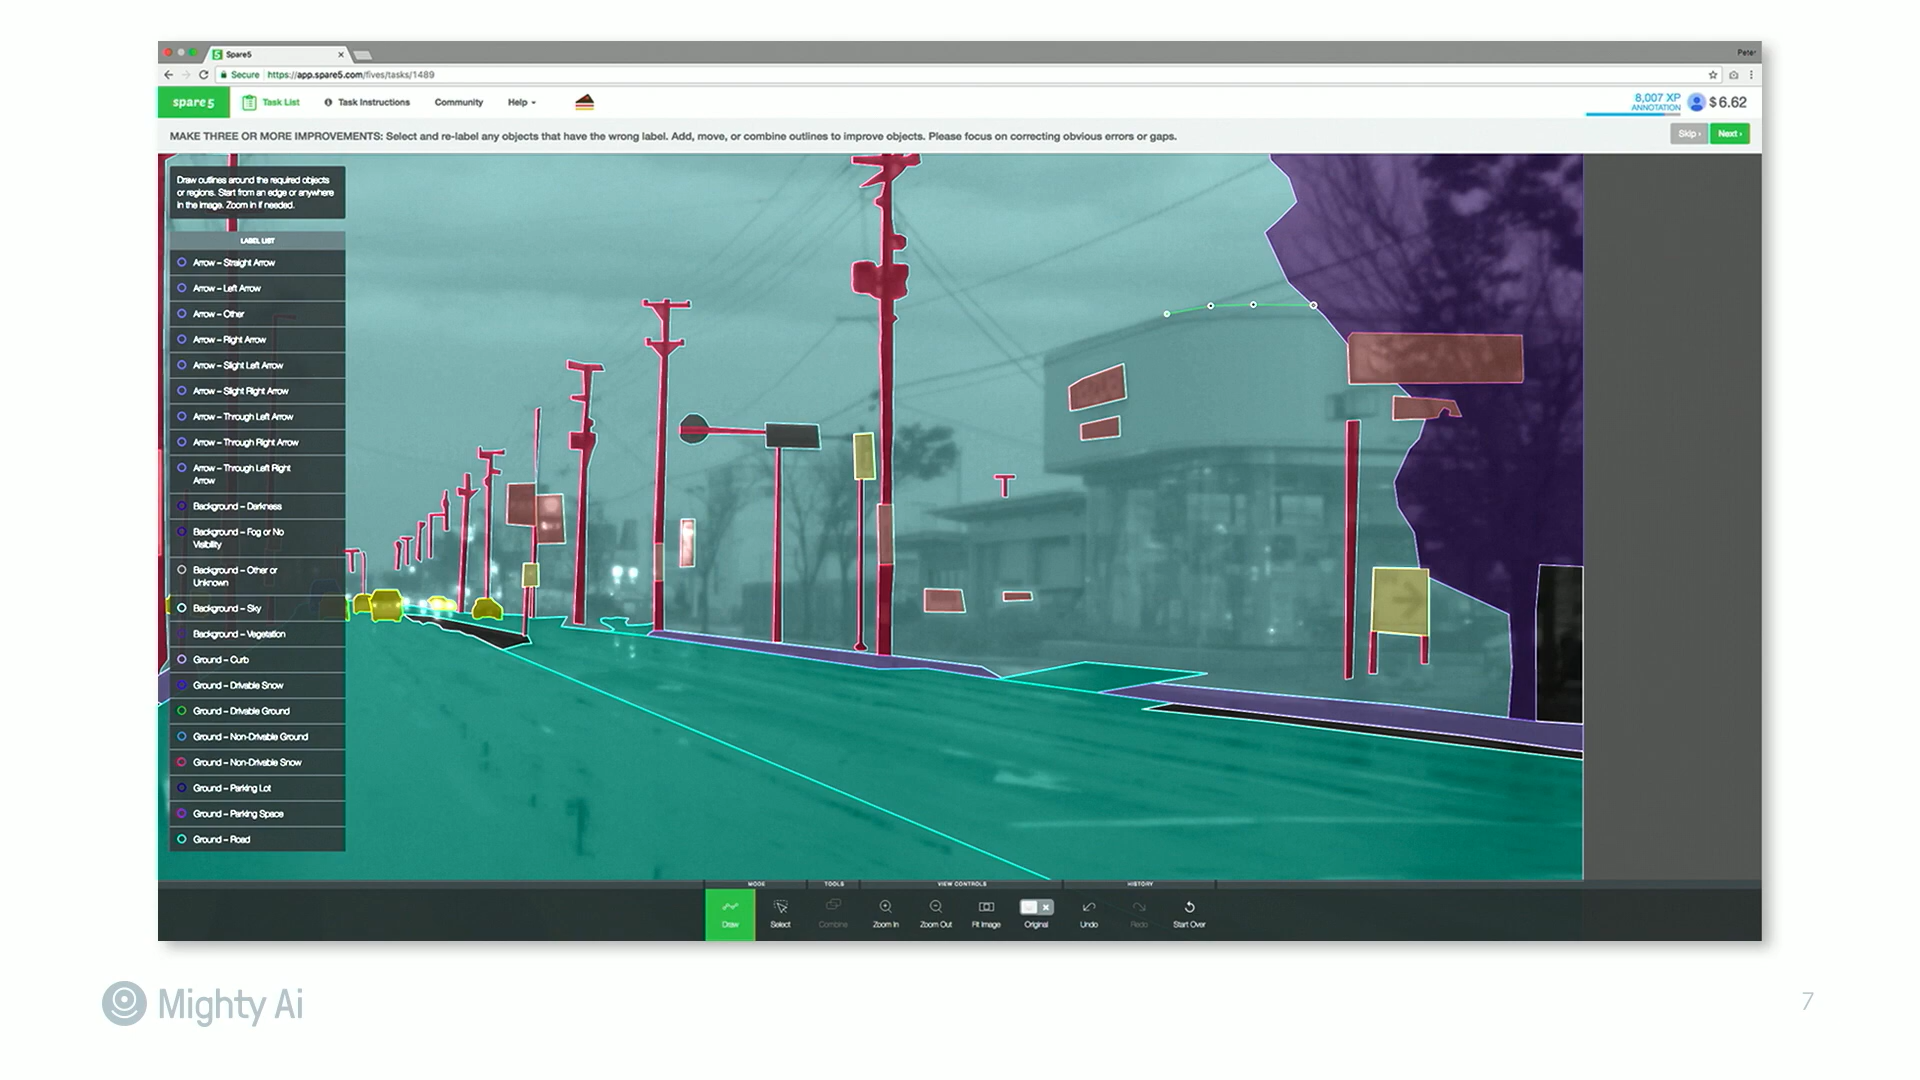 Spare5
Peter
Secure https://app.spare5.com/fives/tasks/1489
spare5 Task List Task Instructions Community Help
8,007 XP
ANNOTATION
$6.62
MAKE THREE OR MORE IMPROVEMENTS: Select and re-label any objects that have the wrong label. Add, move, or combine outlines to improve objects. Please focus on correcting obvious errors or gaps.
Skip ›
Next ›
Draw outlines around the required objects
or regions. Start from an edge or anywhere
in the image. Zoom in if needed.
LABEL LIST
Arrow – Straight Arrow
Arrow – Left Arrow
Arrow – Other
Arrow – Right Arrow
Arrow – Slight Left Arrow
Arrow – Slight Right Arrow
Arrow – Through Left Arrow
Arrow – Through Right Arrow
Arrow – Through Left Right
Arrow
Background – Darkness
Background – Fog or No
Visibility
Background – Other or
Unknown
Background – Sky
Background – Vegetation
Ground – Curb
Ground – Drivable Snow
Ground – Drivable Ground
Ground – Non-Drivable Ground
Ground – Non-Drivable Snow
Ground – Parking Lot
Ground – Parking Space
Ground – Road
MODE TOOLS VIEW CONTROLS HISTORY
Draw Select Combine Zoom In Zoom Out Fit Image Original Undo Redo Start Over
Mighty Ai
7